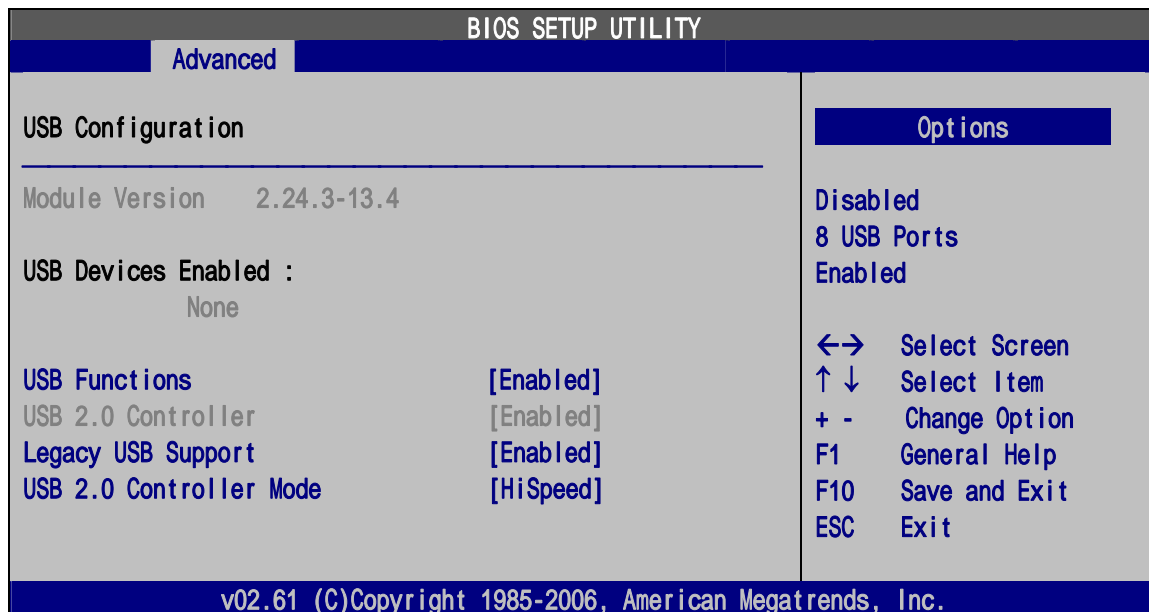 BIOS SETUP UTILITY
Advanced
USB Configuration
Module Version 2.24.3-13.4
USB Devices Enabled :
None
USB Functions [Enabled]
USB 2.0 Controller [Enabled]
Legacy USB Support [Enabled]
USB 2.0 Controller Mode [HiSpeed]
Options
Disabled
8 USB Ports
Enabled
←→ Select Screen
↑↓ Select Item
+ - Change Option
F1 General Help
F10 Save and Exit
ESC Exit
v02.61 (C)Copyright 1985-2006, American Megatrends, Inc.